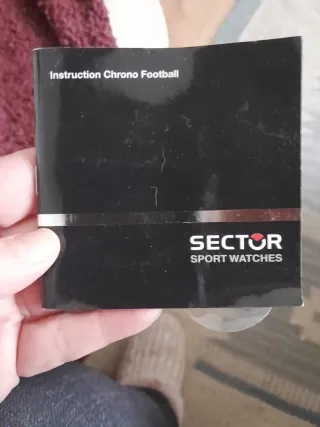 Instruction Chrono Football
SECTOR
SPORT WATCHES